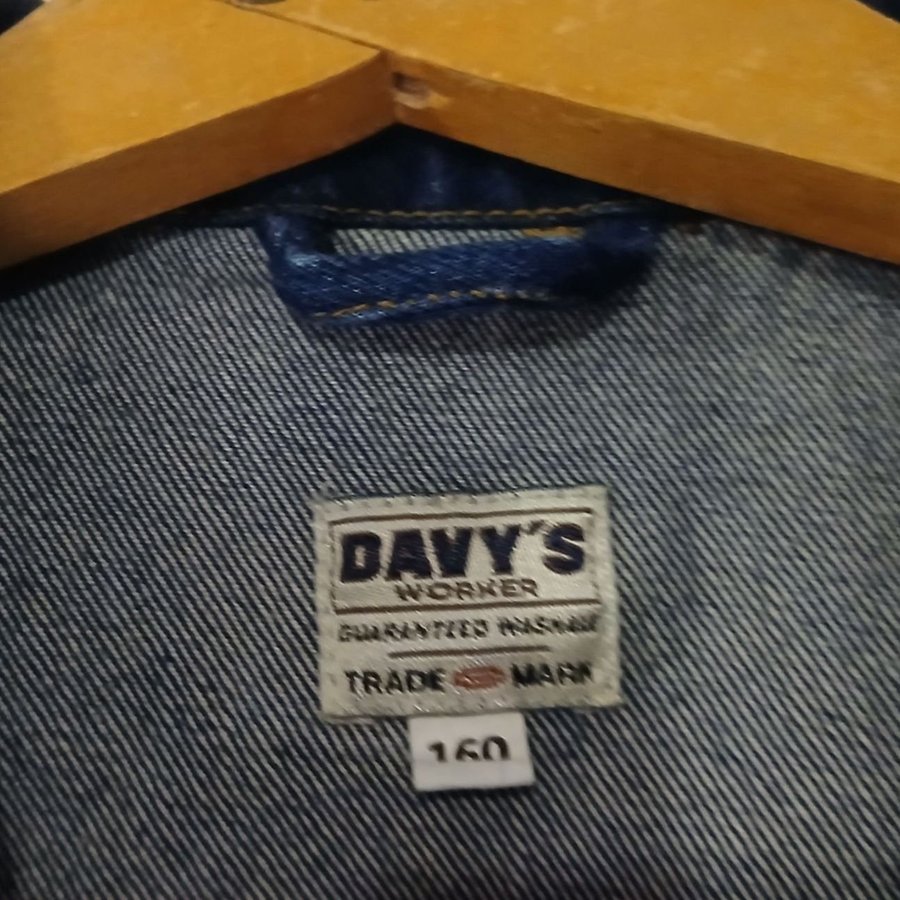 DAVY'S
WORKER
GUARANTEED WASHABLE
TRADE MARK
160